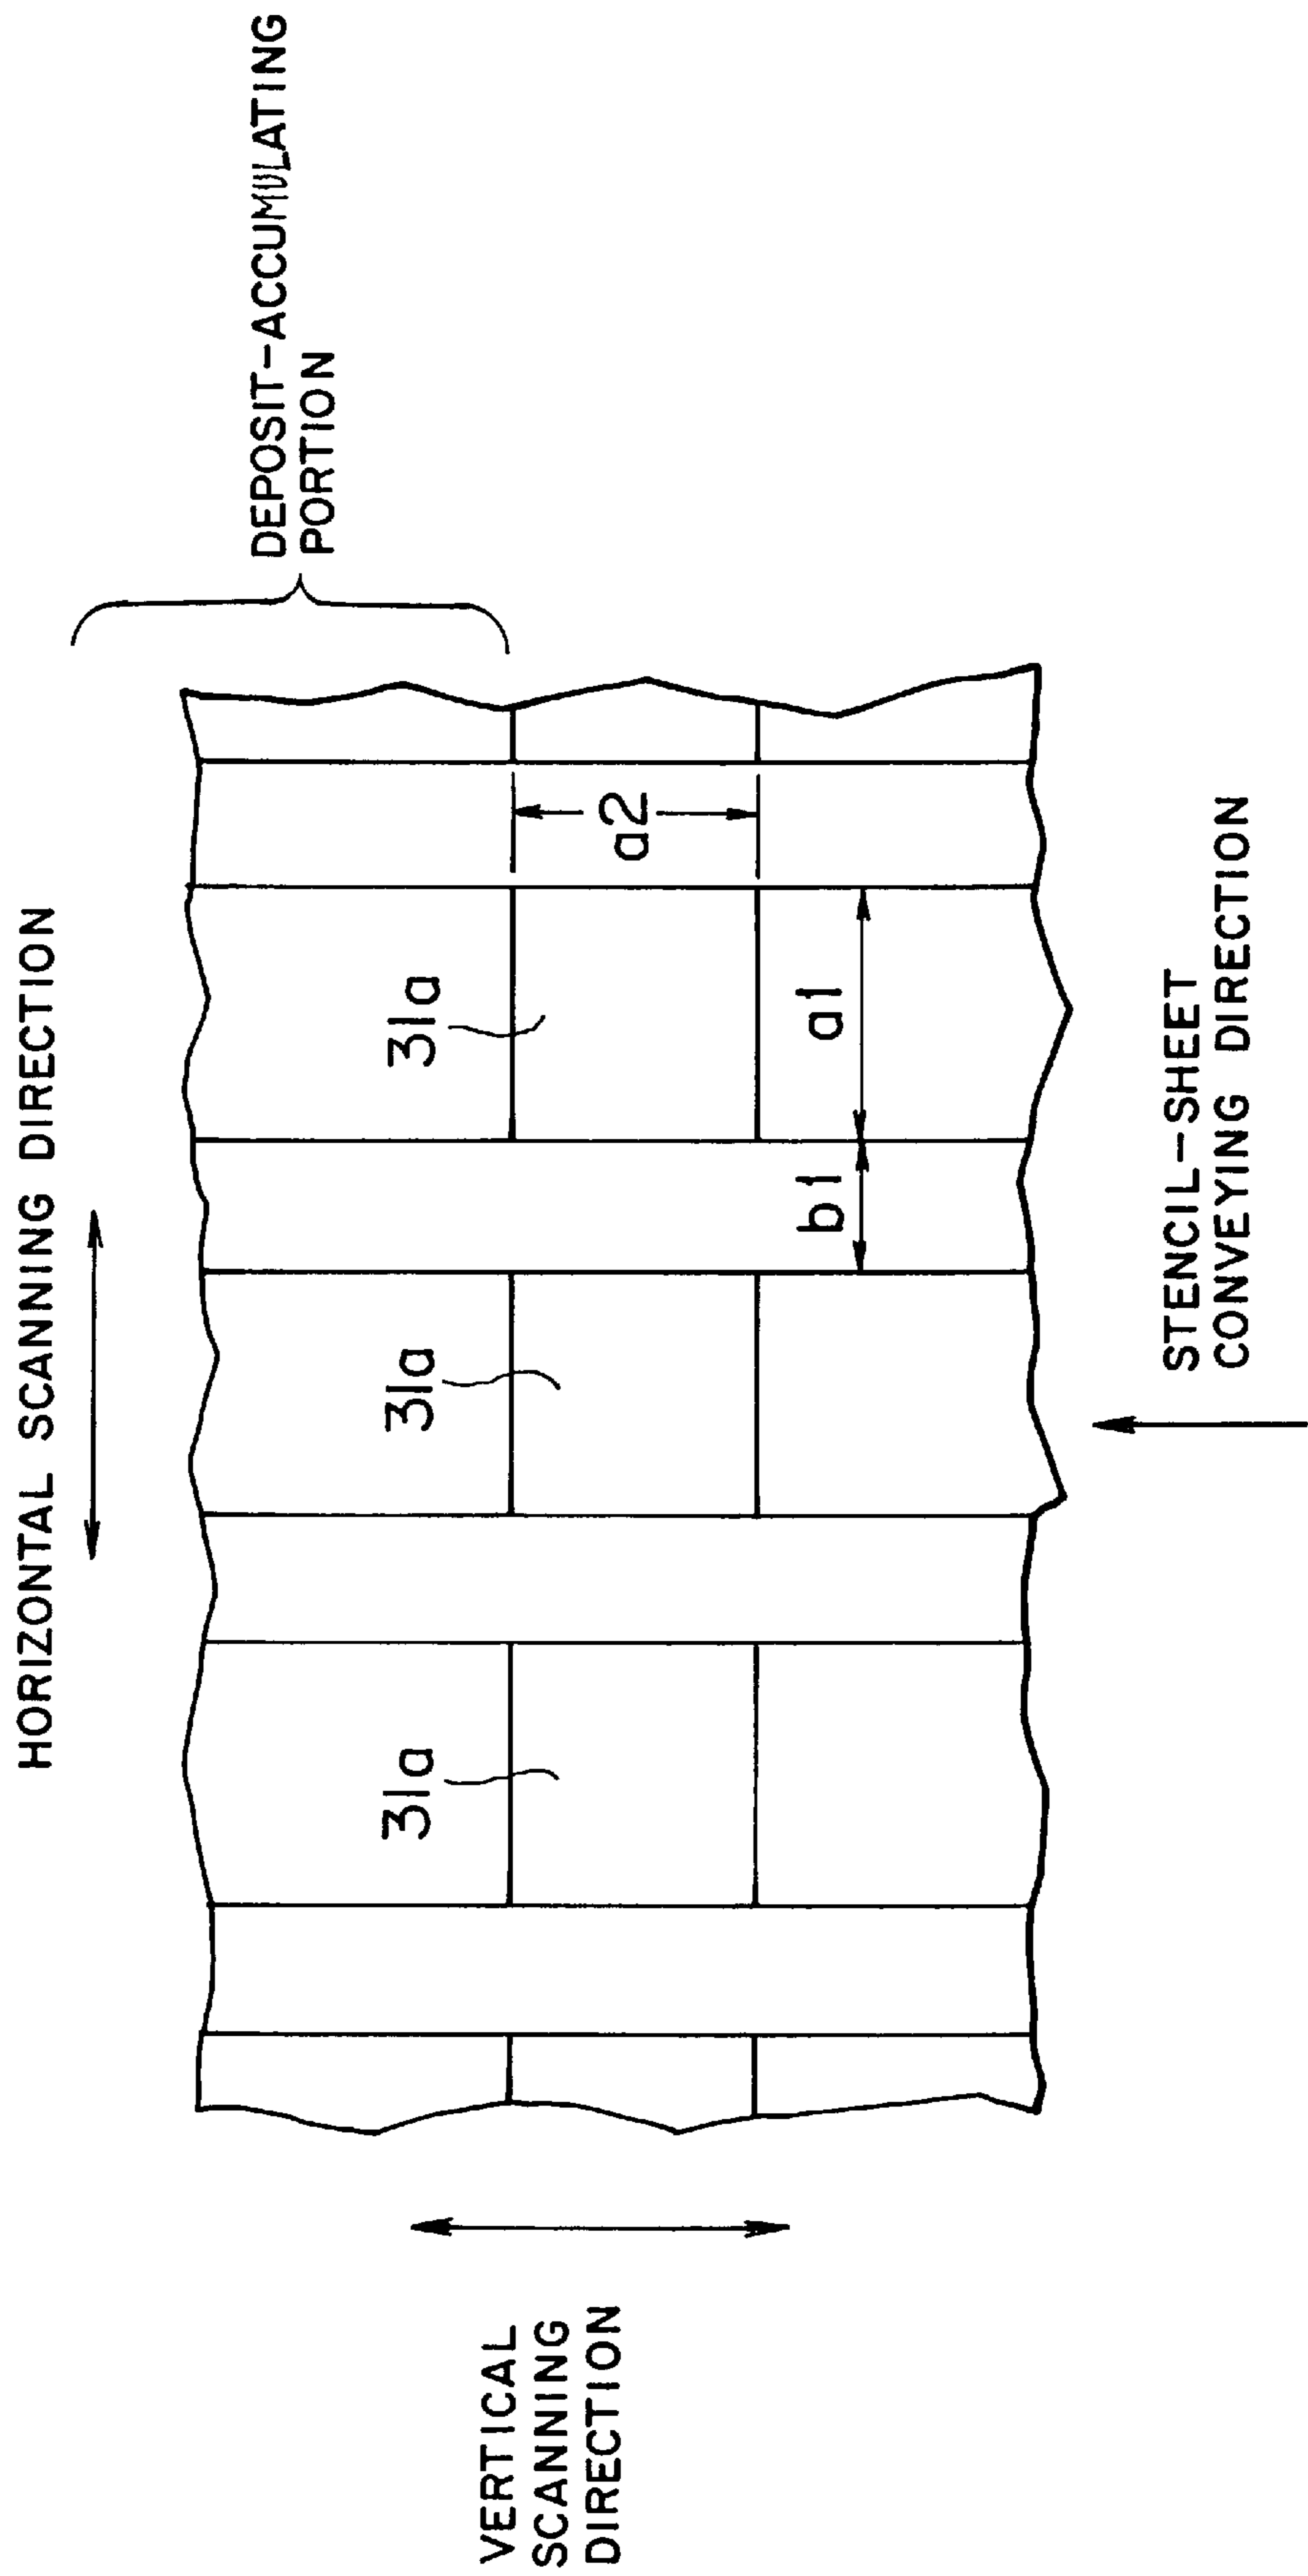 HORIZONTAL SCANNING DIRECTION
DEPOSIT-ACCUMULATING
PORTION
31a
31a
31a
a2
b1
a1
VERTICAL
SCANNING
DIRECTION
STENCIL-SHEET
CONVEYING DIRECTION